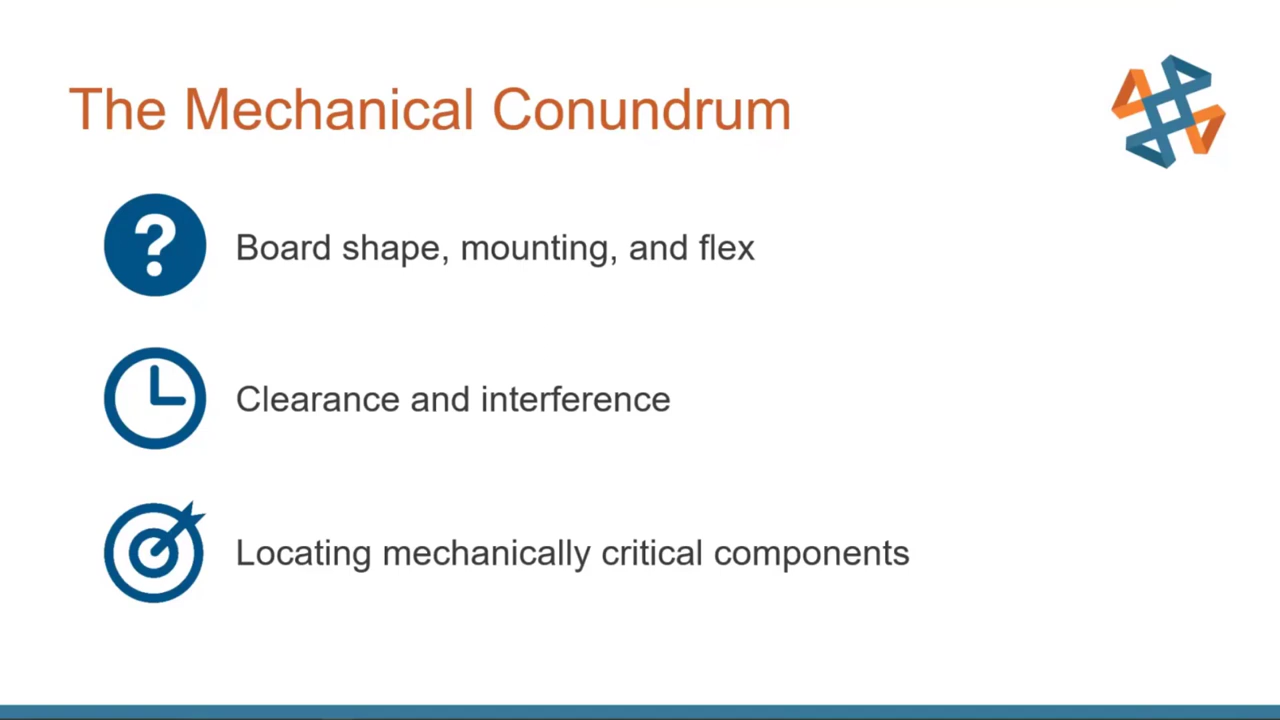 The Mechanical Conundrum
Board shape, mounting, and flex
Clearance and interference
Locating mechanically critical components